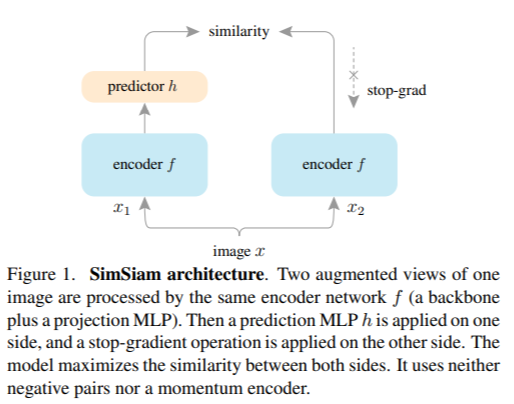 similarity
predictor h
stop-grad
encoder f
encoder f
x1
x2
image x
Figure 1. SimSiam architecture. Two augmented views of one
image are processed by the same encoder network f (a backbone
plus a projection MLP). Then a prediction MLP h is applied on one
side, and a stop-gradient operation is applied on the other side. The
model maximizes the similarity between both sides. It uses neither
negative pairs nor a momentum encoder.